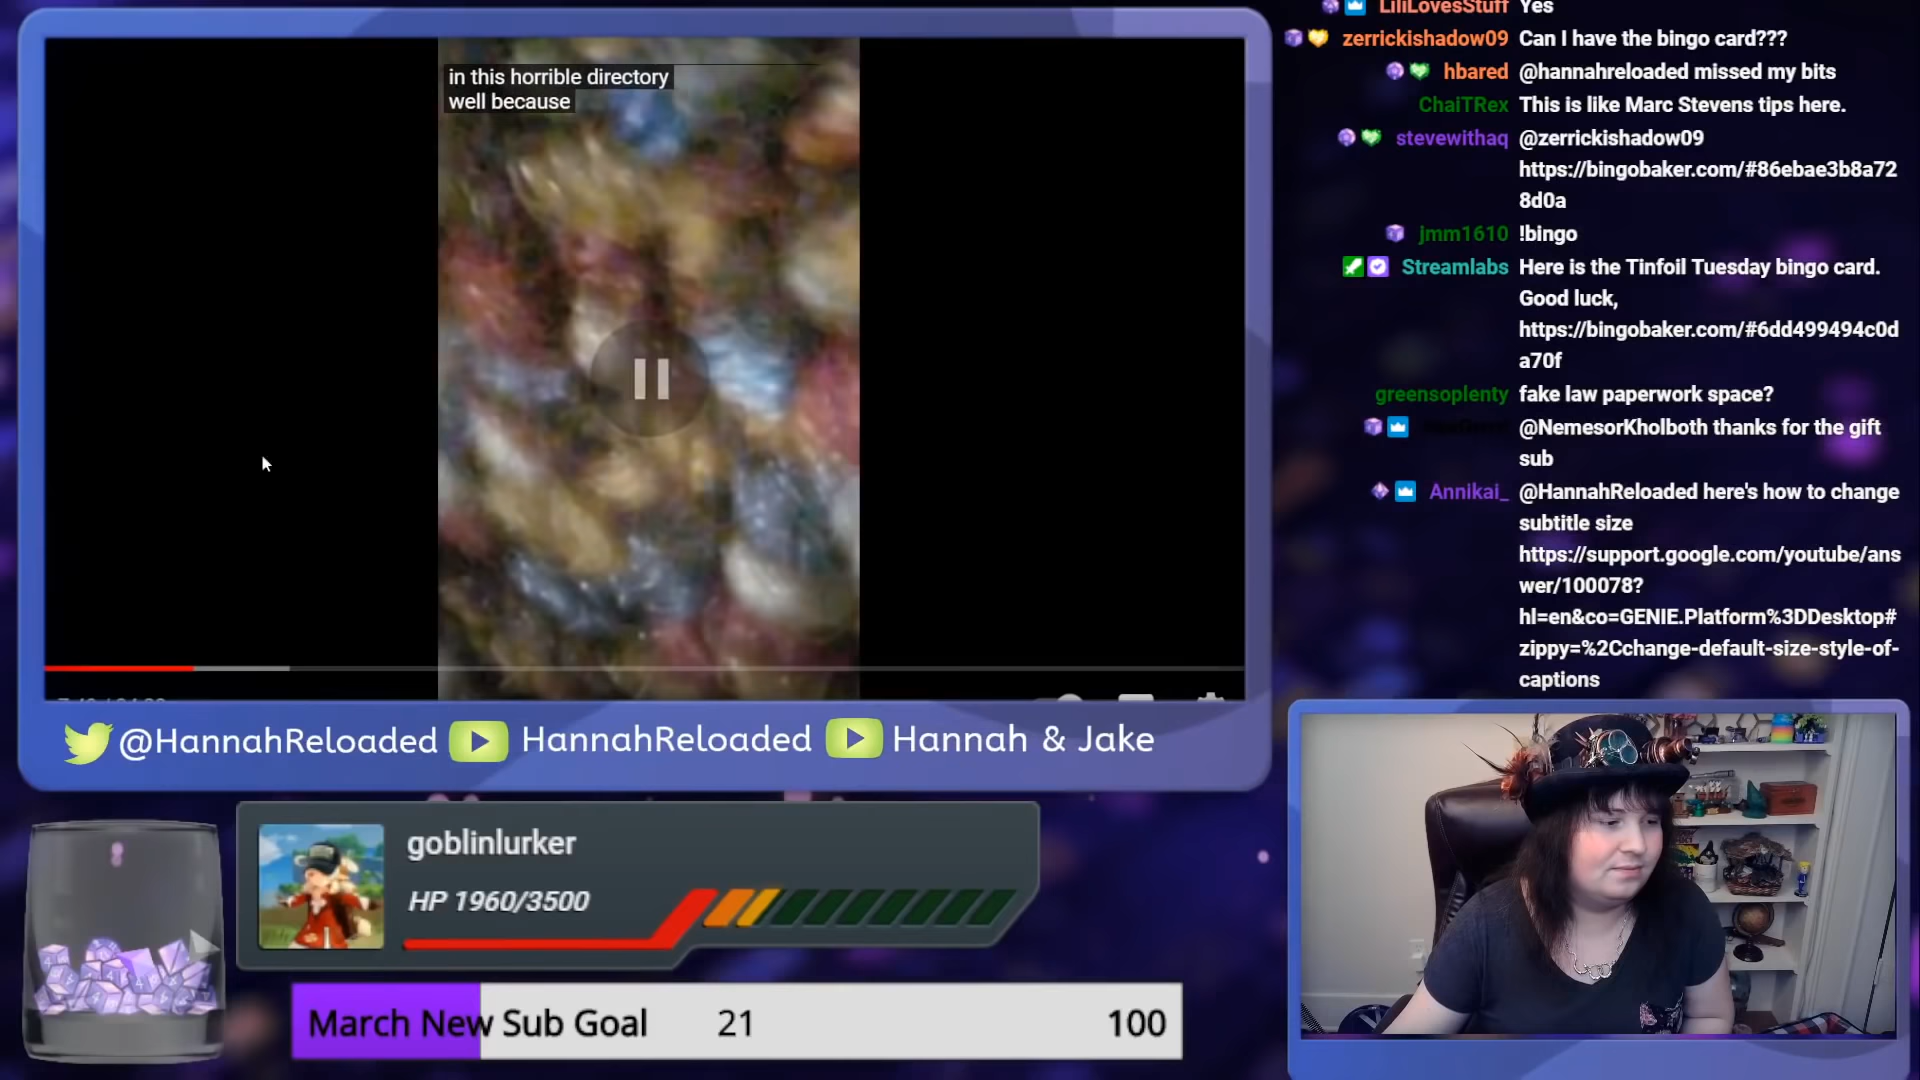 in this horrible directory
well because
@HannahReloaded HannahReloaded Hannah & Jake
goblinlurker
HP 1960/3500
March New Sub Goal 21 100
LiliLovesStuff Yes
zerrickishadow09 Can I have the bingo card???
hbared @hannahreloaded missed my bits
ChaiTRex This is like Marc Stevens tips here.
stevewithaq @zerrickishadow09
https://bingobaker.com/#86ebae3b8a72
8d0a
jmm1610 !bingo
Streamlabs Here is the Tinfoil Tuesday bingo card.
Good luck,
https://bingobaker.com/#6dd499494c0d
a70f
greensoplenty fake law paperwork space?
@NemesorKholboth thanks for the gift
sub
Annikai_ @HannahReloaded here's how to change
subtitle size
https://support.google.com/youtube/ans
wer/100078?
hl=en&co=GENIE.Platform%3DDesktop#
zippy=%2Cchange-default-size-style-of-
captions